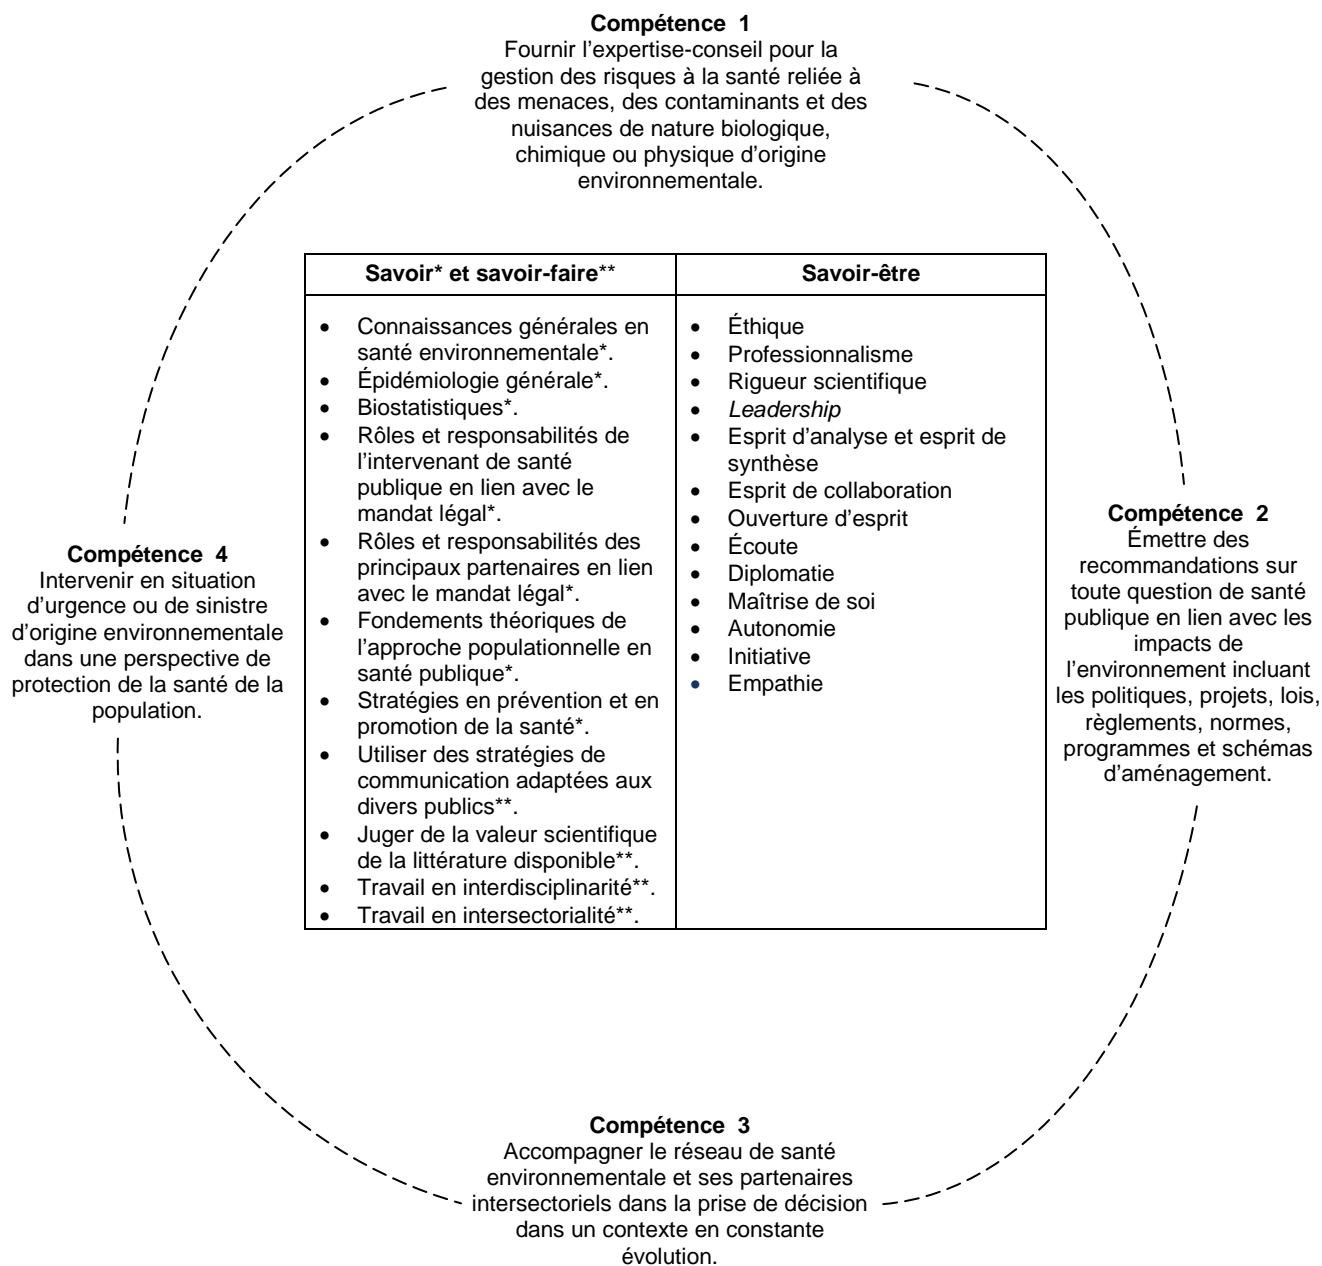 Compétence 1
Fournir l’expertise-conseil pour la
gestion des risques à la santé reliée à
des menaces, des contaminants et des
nuisances de nature biologique,
chimique ou physique d’origine
environnementale.
Savoir* et savoir-faire**
• Connaissances générales en
santé environnementale*.
• Épidémiologie générale*.
• Biostatistiques*.
• Rôles et responsabilités de
l’intervenant de santé
publique en lien avec le
mandat légal*.
• Rôles et responsabilités des
principaux partenaires en lien
avec le mandat légal*.
• Fondements théoriques de
l’approche populationnelle en
santé publique*.
• Stratégies en prévention et en
promotion de la santé*.
• Utiliser des stratégies de
communication adaptées aux
divers publics**.
• Juger de la valeur scientifique
de la littérature disponible**.
• Travail en interdisciplinarité**.
• Travail en intersectorialité**.
Savoir-être
• Éthique
• Professionnalisme
• Rigueur scientifique
• Leadership
• Esprit d’analyse et esprit de
synthèse
• Esprit de collaboration
• Ouverture d’esprit
• Écoute
• Diplomatie
• Maîtrise de soi
• Autonomie
• Initiative
• Empathie
Compétence 2
Émettre des
recommandations sur
toute question de santé
publique en lien avec les
impacts de
l’environnement incluant
les politiques, projets, lois,
règlements, normes,
programmes et schémas
d’aménagement.
Compétence 3
Accompagner le réseau de santé
environnementale et ses partenaires
intersectoriels dans la prise de décision
dans un contexte en constante
évolution.
Compétence 4
Intervenir en situation
d’urgence ou de sinistre
d’origine environnementale
dans une perspective de
protection de la santé de la
population.